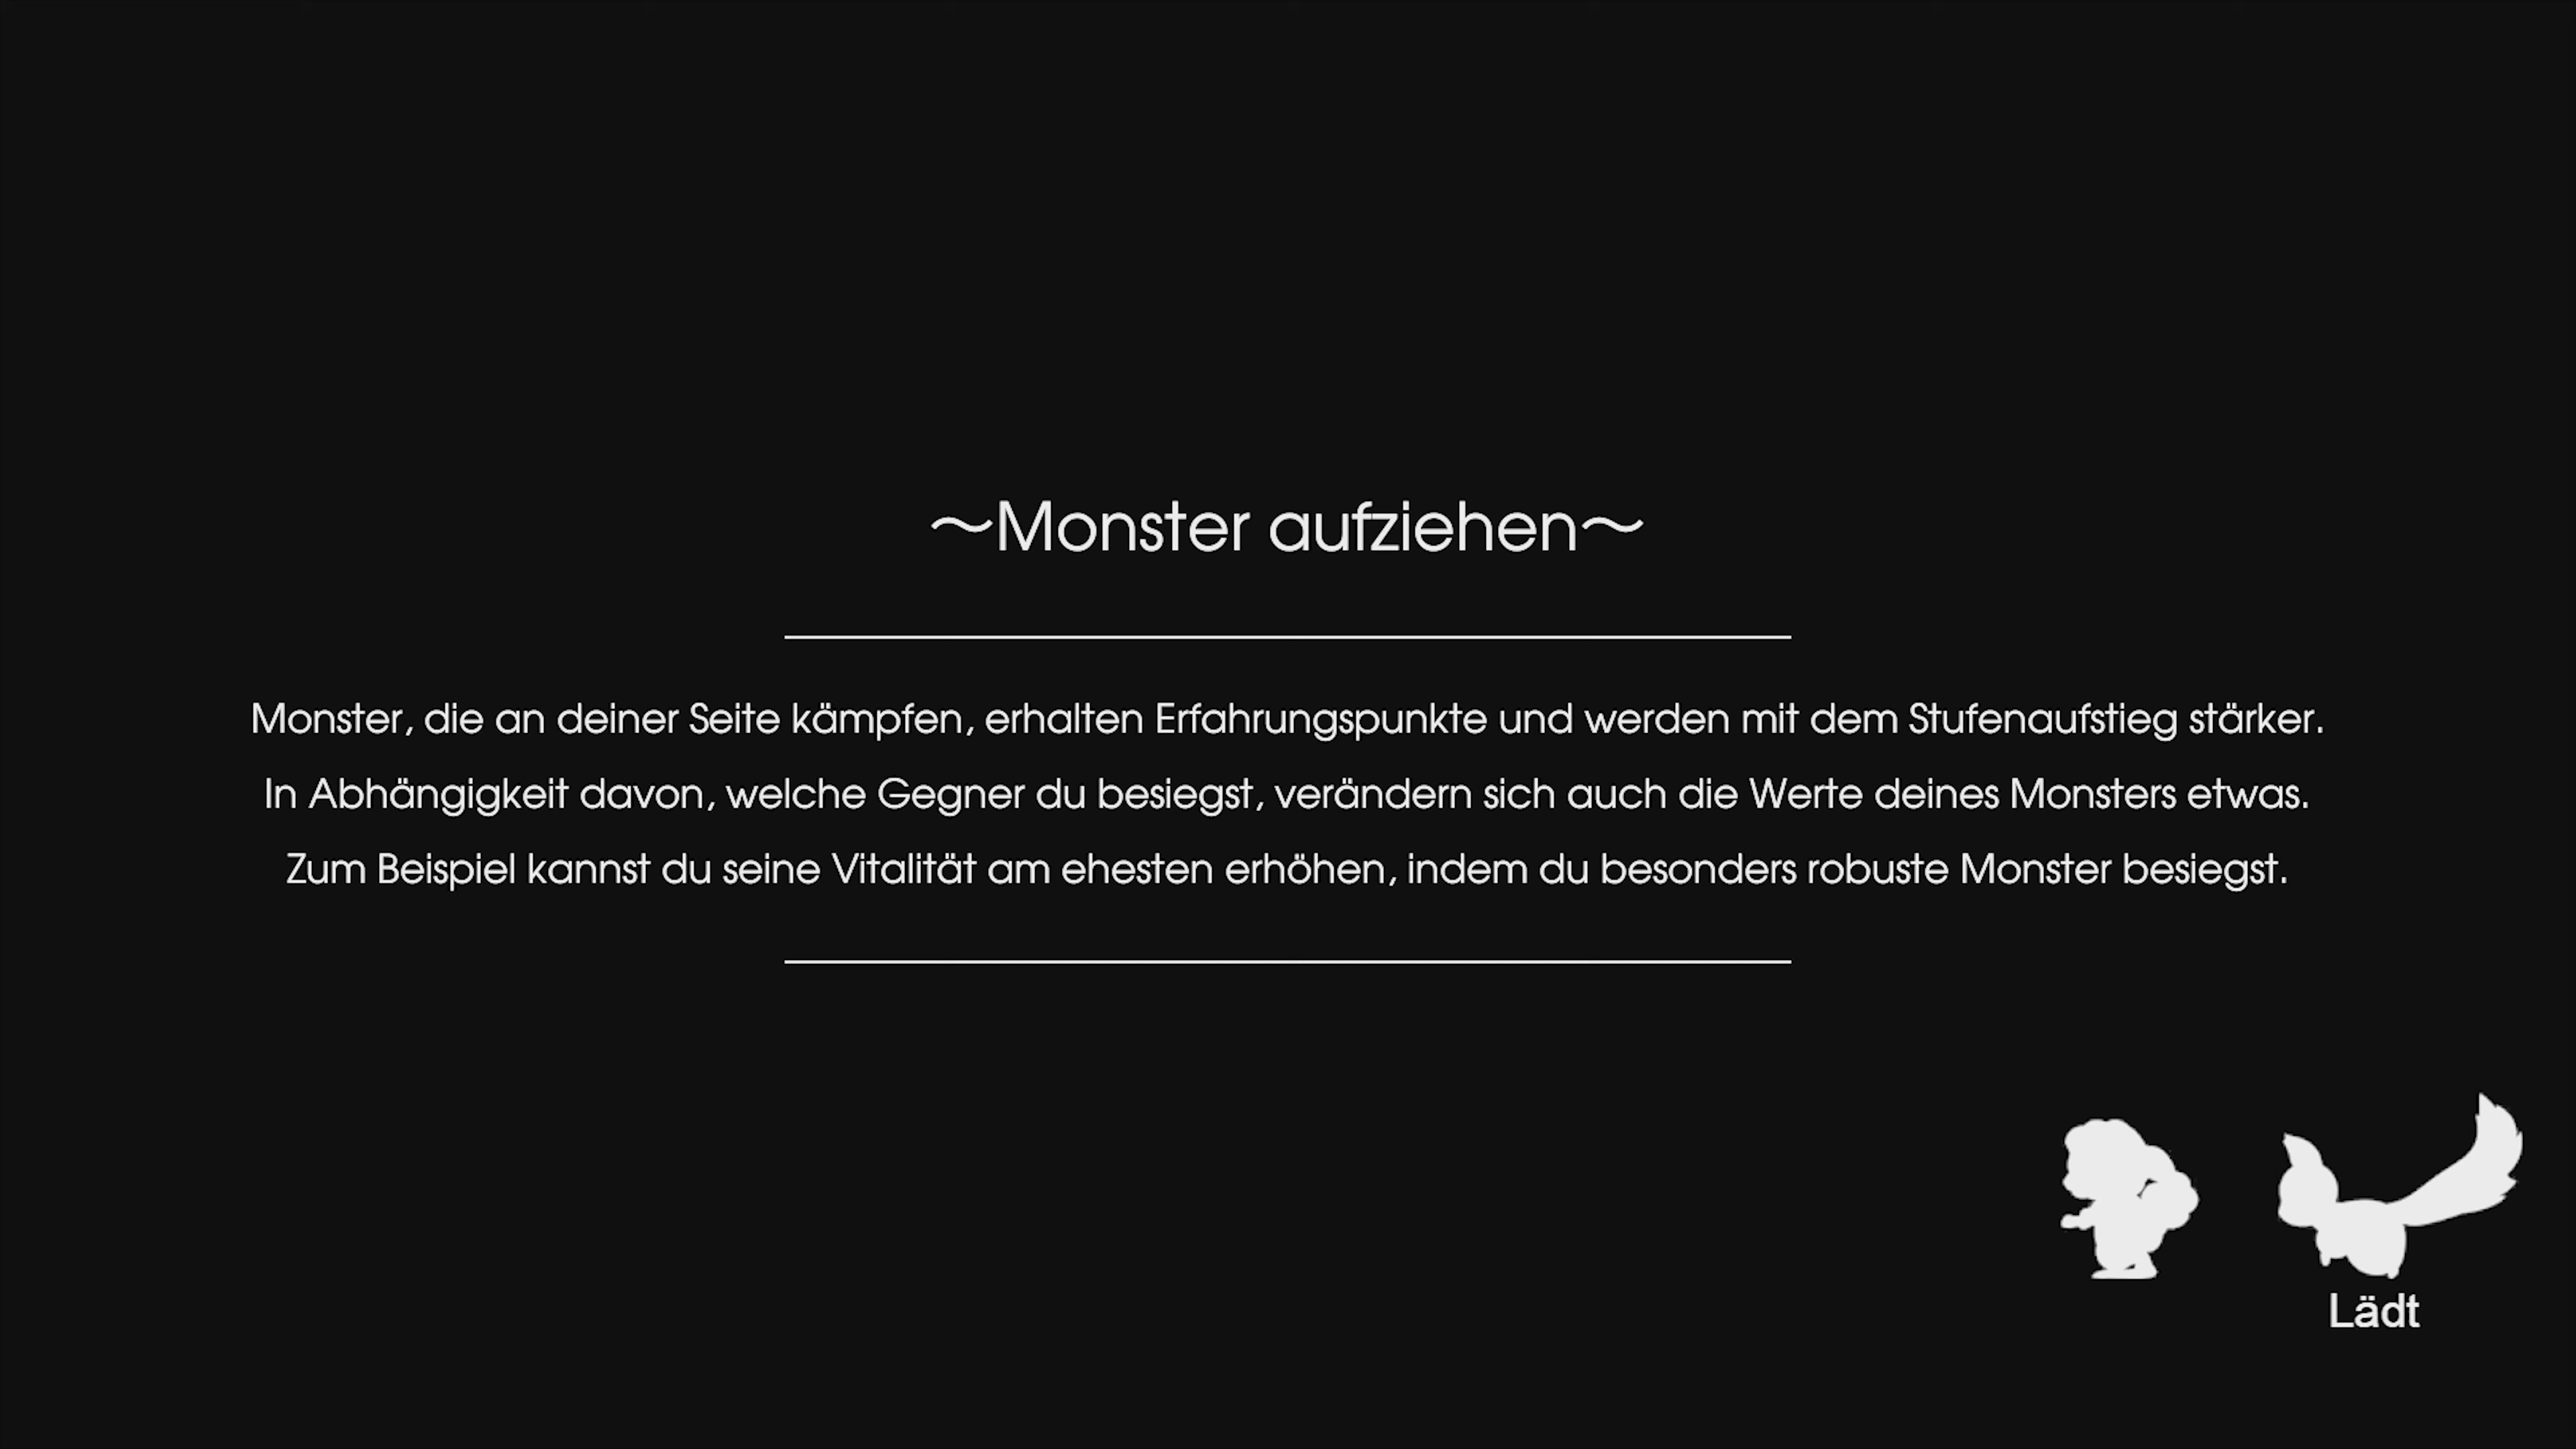 ～Monster aufziehen～
Monster, die an deiner Seite kämpfen, erhalten Erfahrungspunkte und werden mit dem Stufenaufstieg stärker.
In Abhängigkeit davon, welche Gegner du besiegst, verändern sich auch die Werte deines Monsters etwas.
Zum Beispiel kannst du seine Vitalität am ehesten erhöhen, indem du besonders robuste Monster besiegst.
Lädt